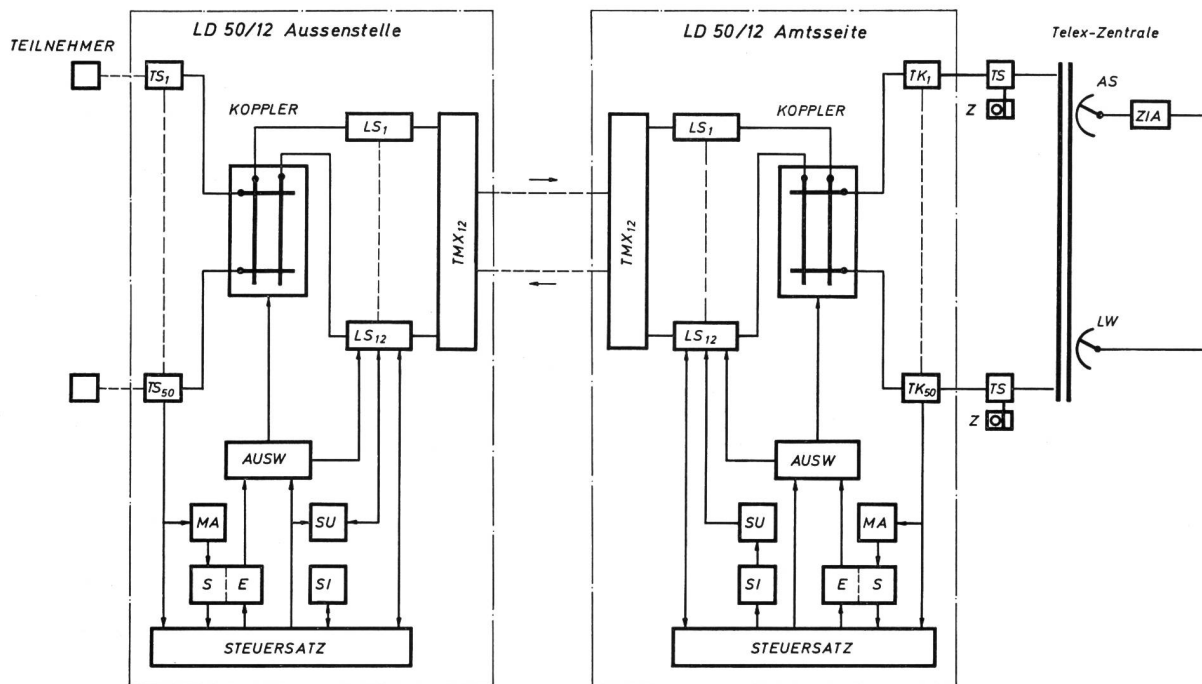 LD 50/12 Aussenstelle
LD 50/12 Amtsseite
Telex-Zentrale
TEILNEHMER
TS1
KOPPLER
LS1
TMX12
LS12
TS50
AUSW
MA
SU
S
E
SI
STEUERSATZ
TMX12
LS1
KOPPLER
TK1
TS
Z
AS
ZIA
LS12
TK50
TS
Z
LW
AUSW
SU
MA
SI
E
S
STEUERSATZ